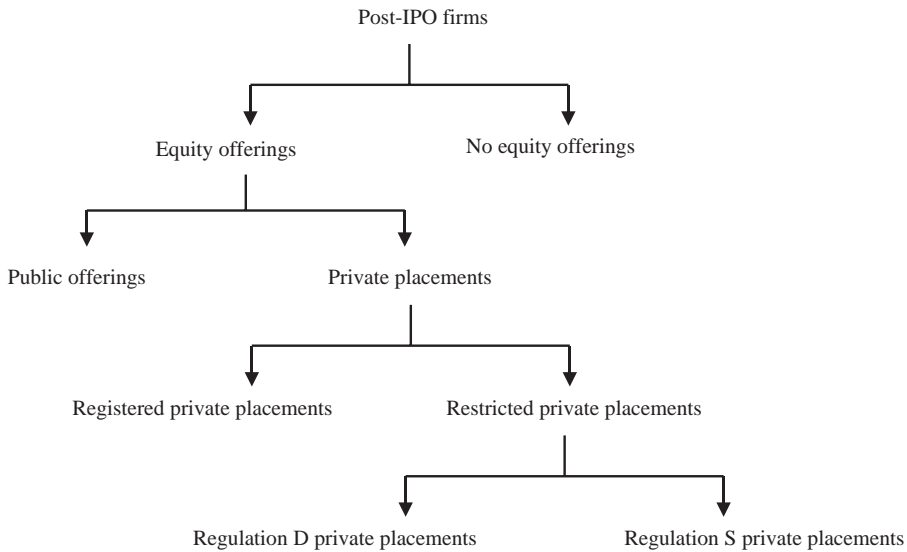 Post-IPO firms
Equity offerings
No equity offerings
Public offerings
Private placements
Registered private placements
Restricted private placements
Regulation D private placements
Regulation S private placements